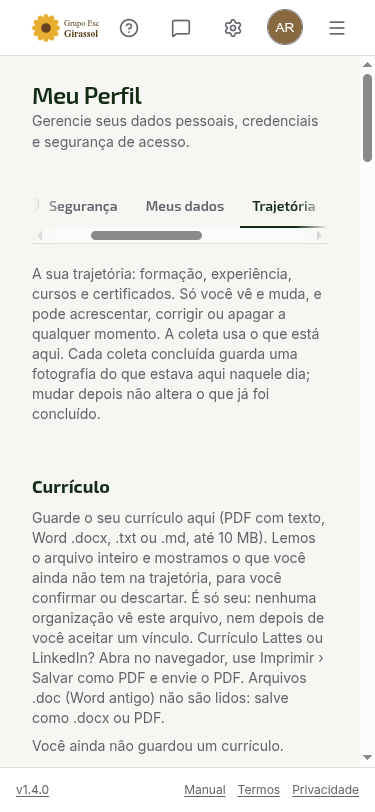 Grupo Esc
Girassol
AR
Meu Perfil
Gerencie seus dados pessoais, credenciais
e segurança de acesso.
Segurança
Meus dados
Trajetória
A sua trajetória: formação, experiência,
cursos e certificados. Só você vê e muda, e
pode acrescentar, corrigir ou apagar a
qualquer momento. A coleta usa o que está
aqui. Cada coleta concluída guarda uma
fotografia do que estava aqui naquele dia;
mudar depois não altera o que já foi
concluído.
Currículo
Guarde o seu currículo aqui (PDF com texto,
Word .docx, .txt ou .md, até 10 MB). Lemos
o arquivo inteiro e mostramos o que você
ainda não tem na trajetória, para você
confirmar ou descartar. É só seu: nenhuma
organização vê este arquivo, nem depois de
você aceitar um vínculo. Currículo Lattes ou
LinkedIn? Abra no navegador, use Imprimir ›
Salvar como PDF e envie o PDF. Arquivos
.doc (Word antigo) não são lidos: salve
como .docx ou PDF.
Você ainda não guardou um currículo.
v1.4.0
Manual
Termos
Privacidade